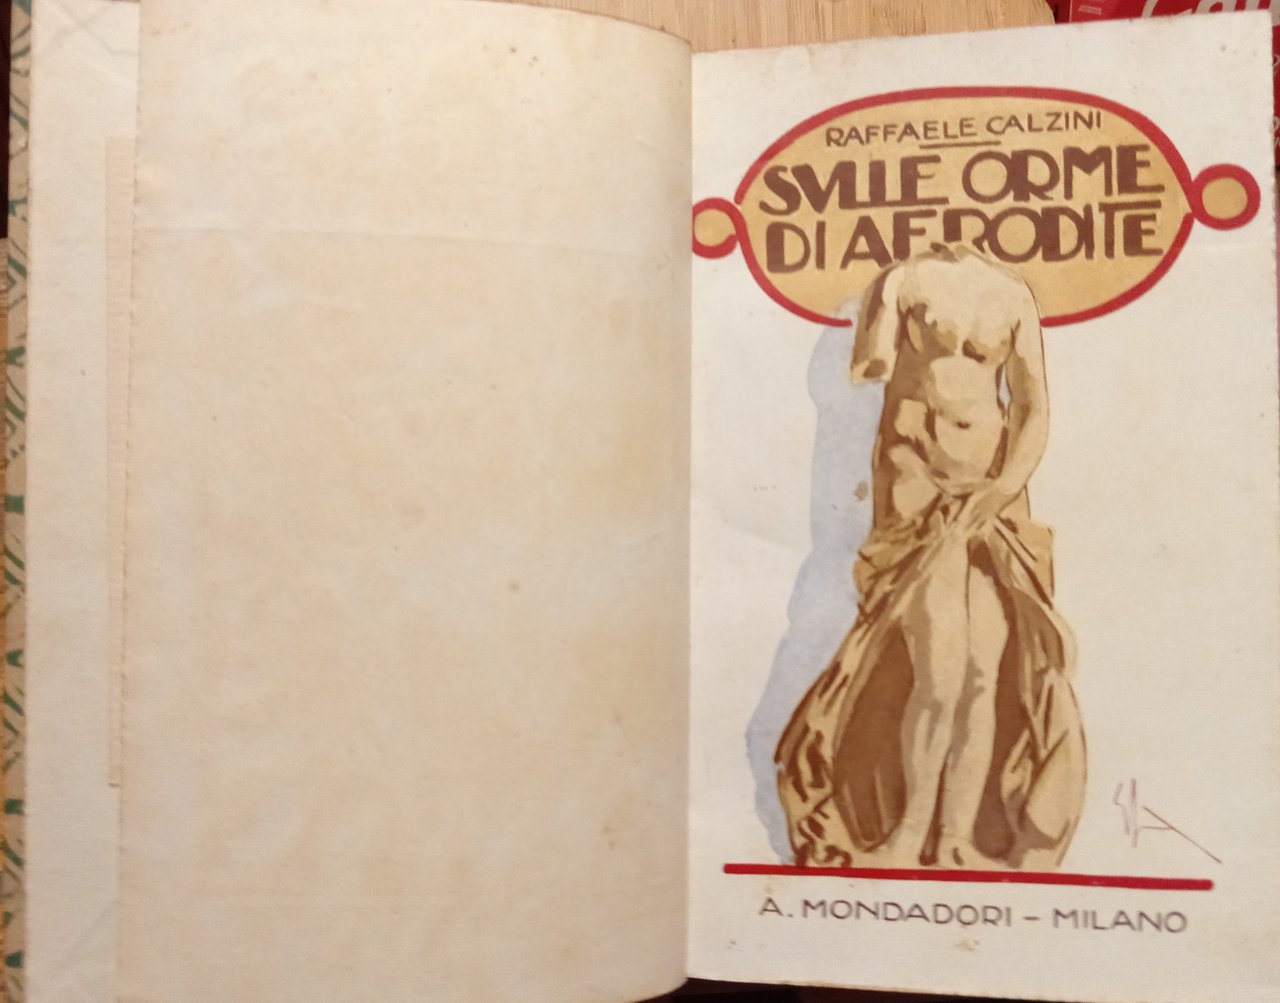 RAFFAELE CALZINI
SVLLE ORME
DI AFRODITE
A. MONDADORI – MILANO